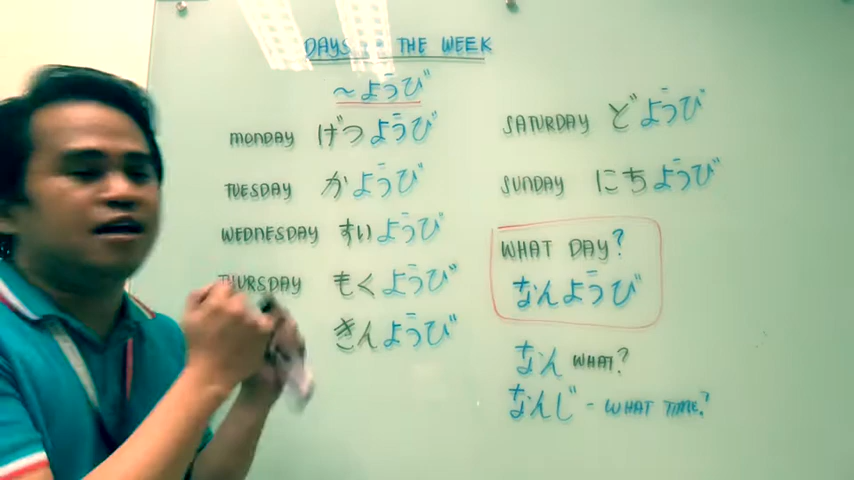 DAYS OF THE WEEK
~ようび
MONDAY げつようび
TUESDAY かようび
WEDNESDAY すいようび
THURSDAY もくようび
きんようび
SATURDAY どようび
SUNDAY にちようび
WHAT DAY?
なんようび
なん WHAT?
なんじ - WHAT TIME?